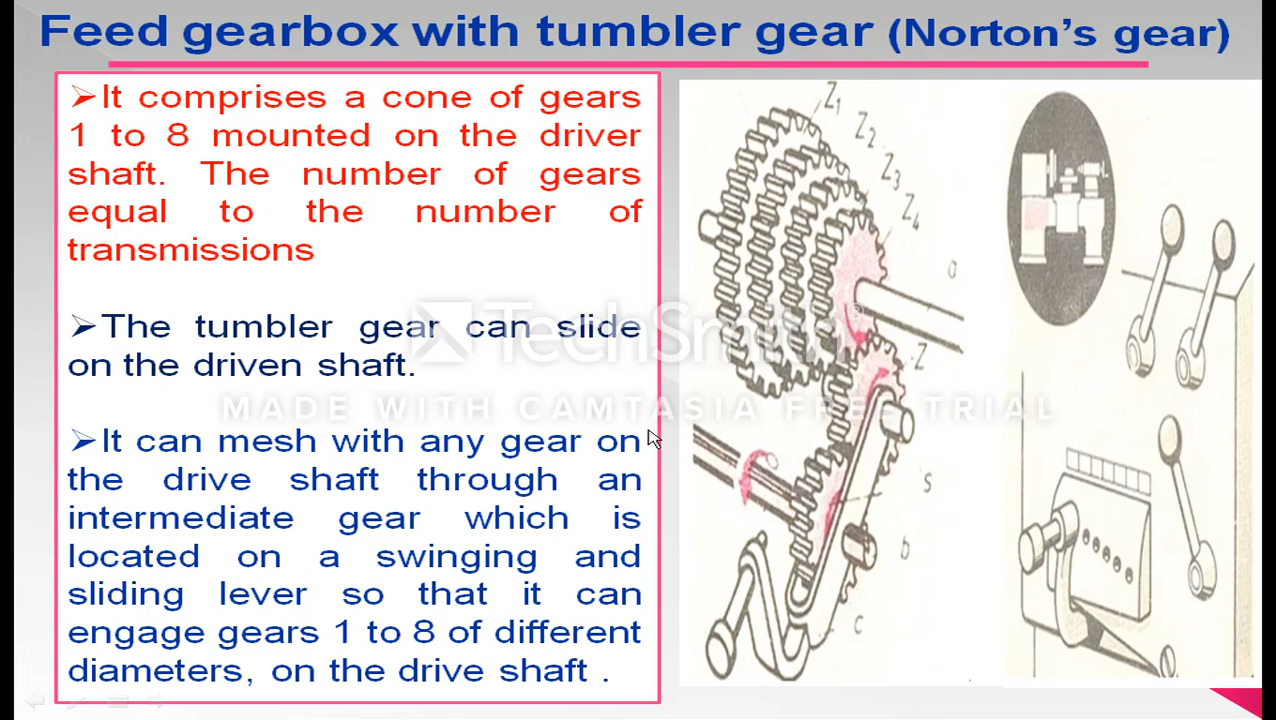 Feed gearbox with tumbler gear (Norton's gear)
➢It comprises a cone of gears
1 to 8 mounted on the driver
shaft. The number of gears
equal to the number of
transmissions
➢The tumbler gear can slide
on the driven shaft.
➢It can mesh with any gear on
the drive shaft through an
intermediate gear which is
located on a swinging and
sliding lever so that it can
engage gears 1 to 8 of different
diameters, on the drive shaft .
Z1
Z2
Z3
Z4
a
Z
s
b
c
TechSmith®
MADE WITH CAMTASIA FREE TRIAL